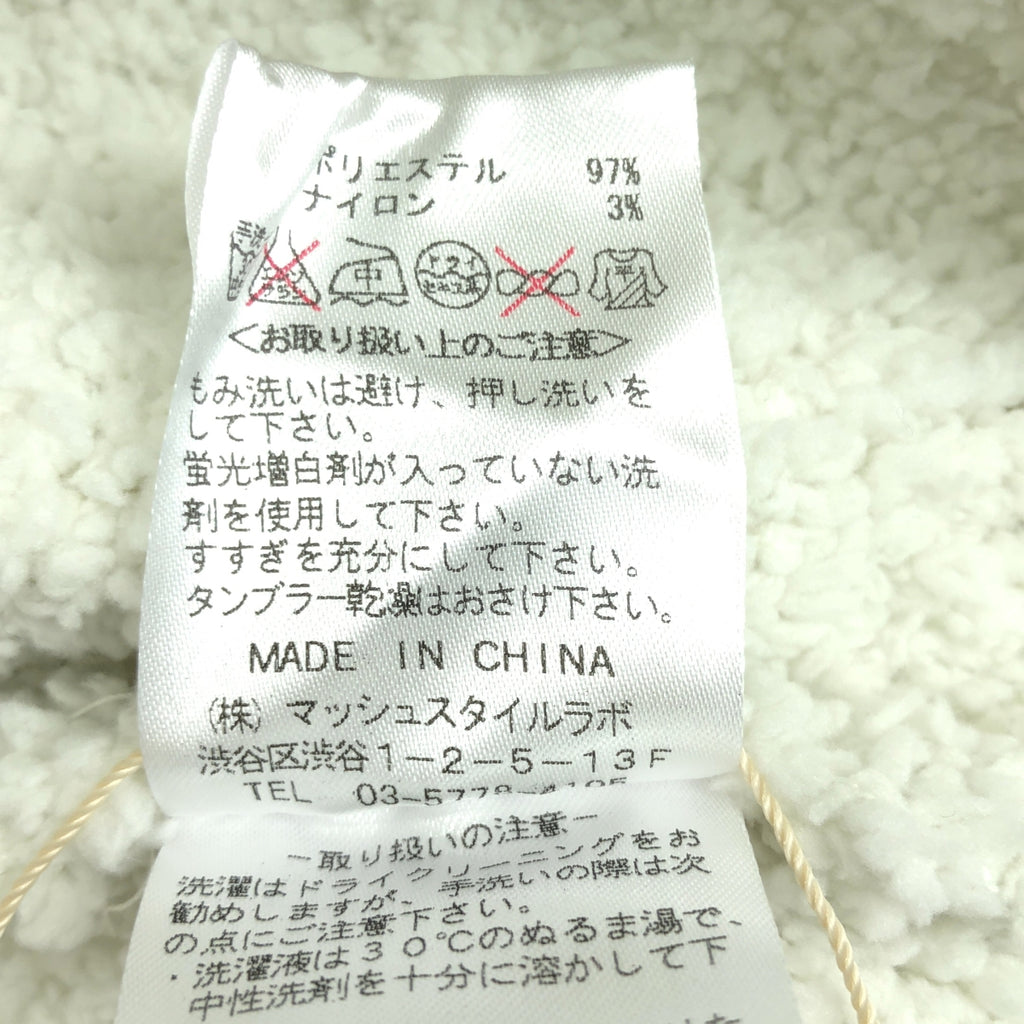 ポリエステル 97%
ナイロン 3%
中
ドライ
平
<お取り扱い上のご注意>
もみ洗いは避け、押し洗いを
して下さい。
蛍光増白剤が入っていない洗
剤を使用して下さい。
すすぎを充分にして下さい。
タンブラー乾燥はおさけ下さい。
MADE IN CHINA
(株) マッシュスタイルラボ
渋谷区渋谷1-2-5-13F
TEL
-取り扱いの注意-
洗濯はドライクリーニングをお
勧めしますが、手洗いの際は次
の点にご注意下さい。
・洗濯液は30℃のぬるま湯で、
中性洗剤を十分に溶かして下